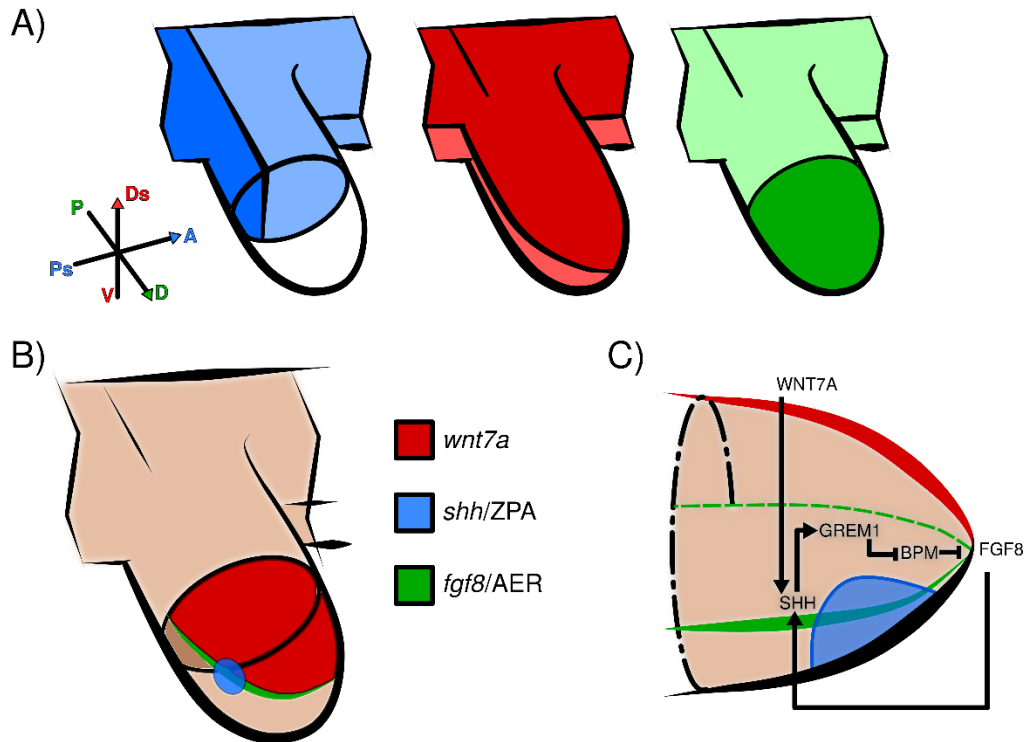 A)
Ds
P
A
Ps
V
D
B)
wnt7a
shh/ZPA
fgf8/AER
C)
WNT7A
GREM1
BPM
FGF8
SHH